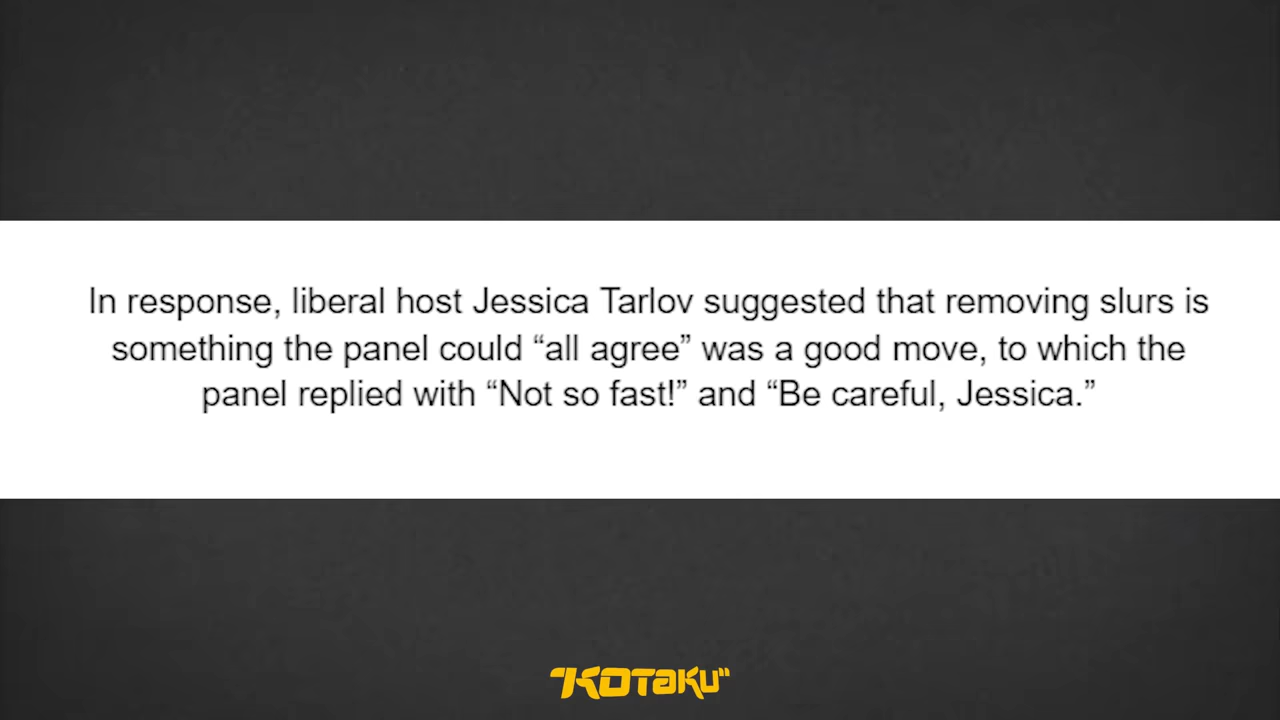 In response, liberal host Jessica Tarlov suggested that removing slurs is
something the panel could “all agree” was a good move, to which the
panel replied with “Not so fast!” and “Be careful, Jessica.”
"KOTaKU"